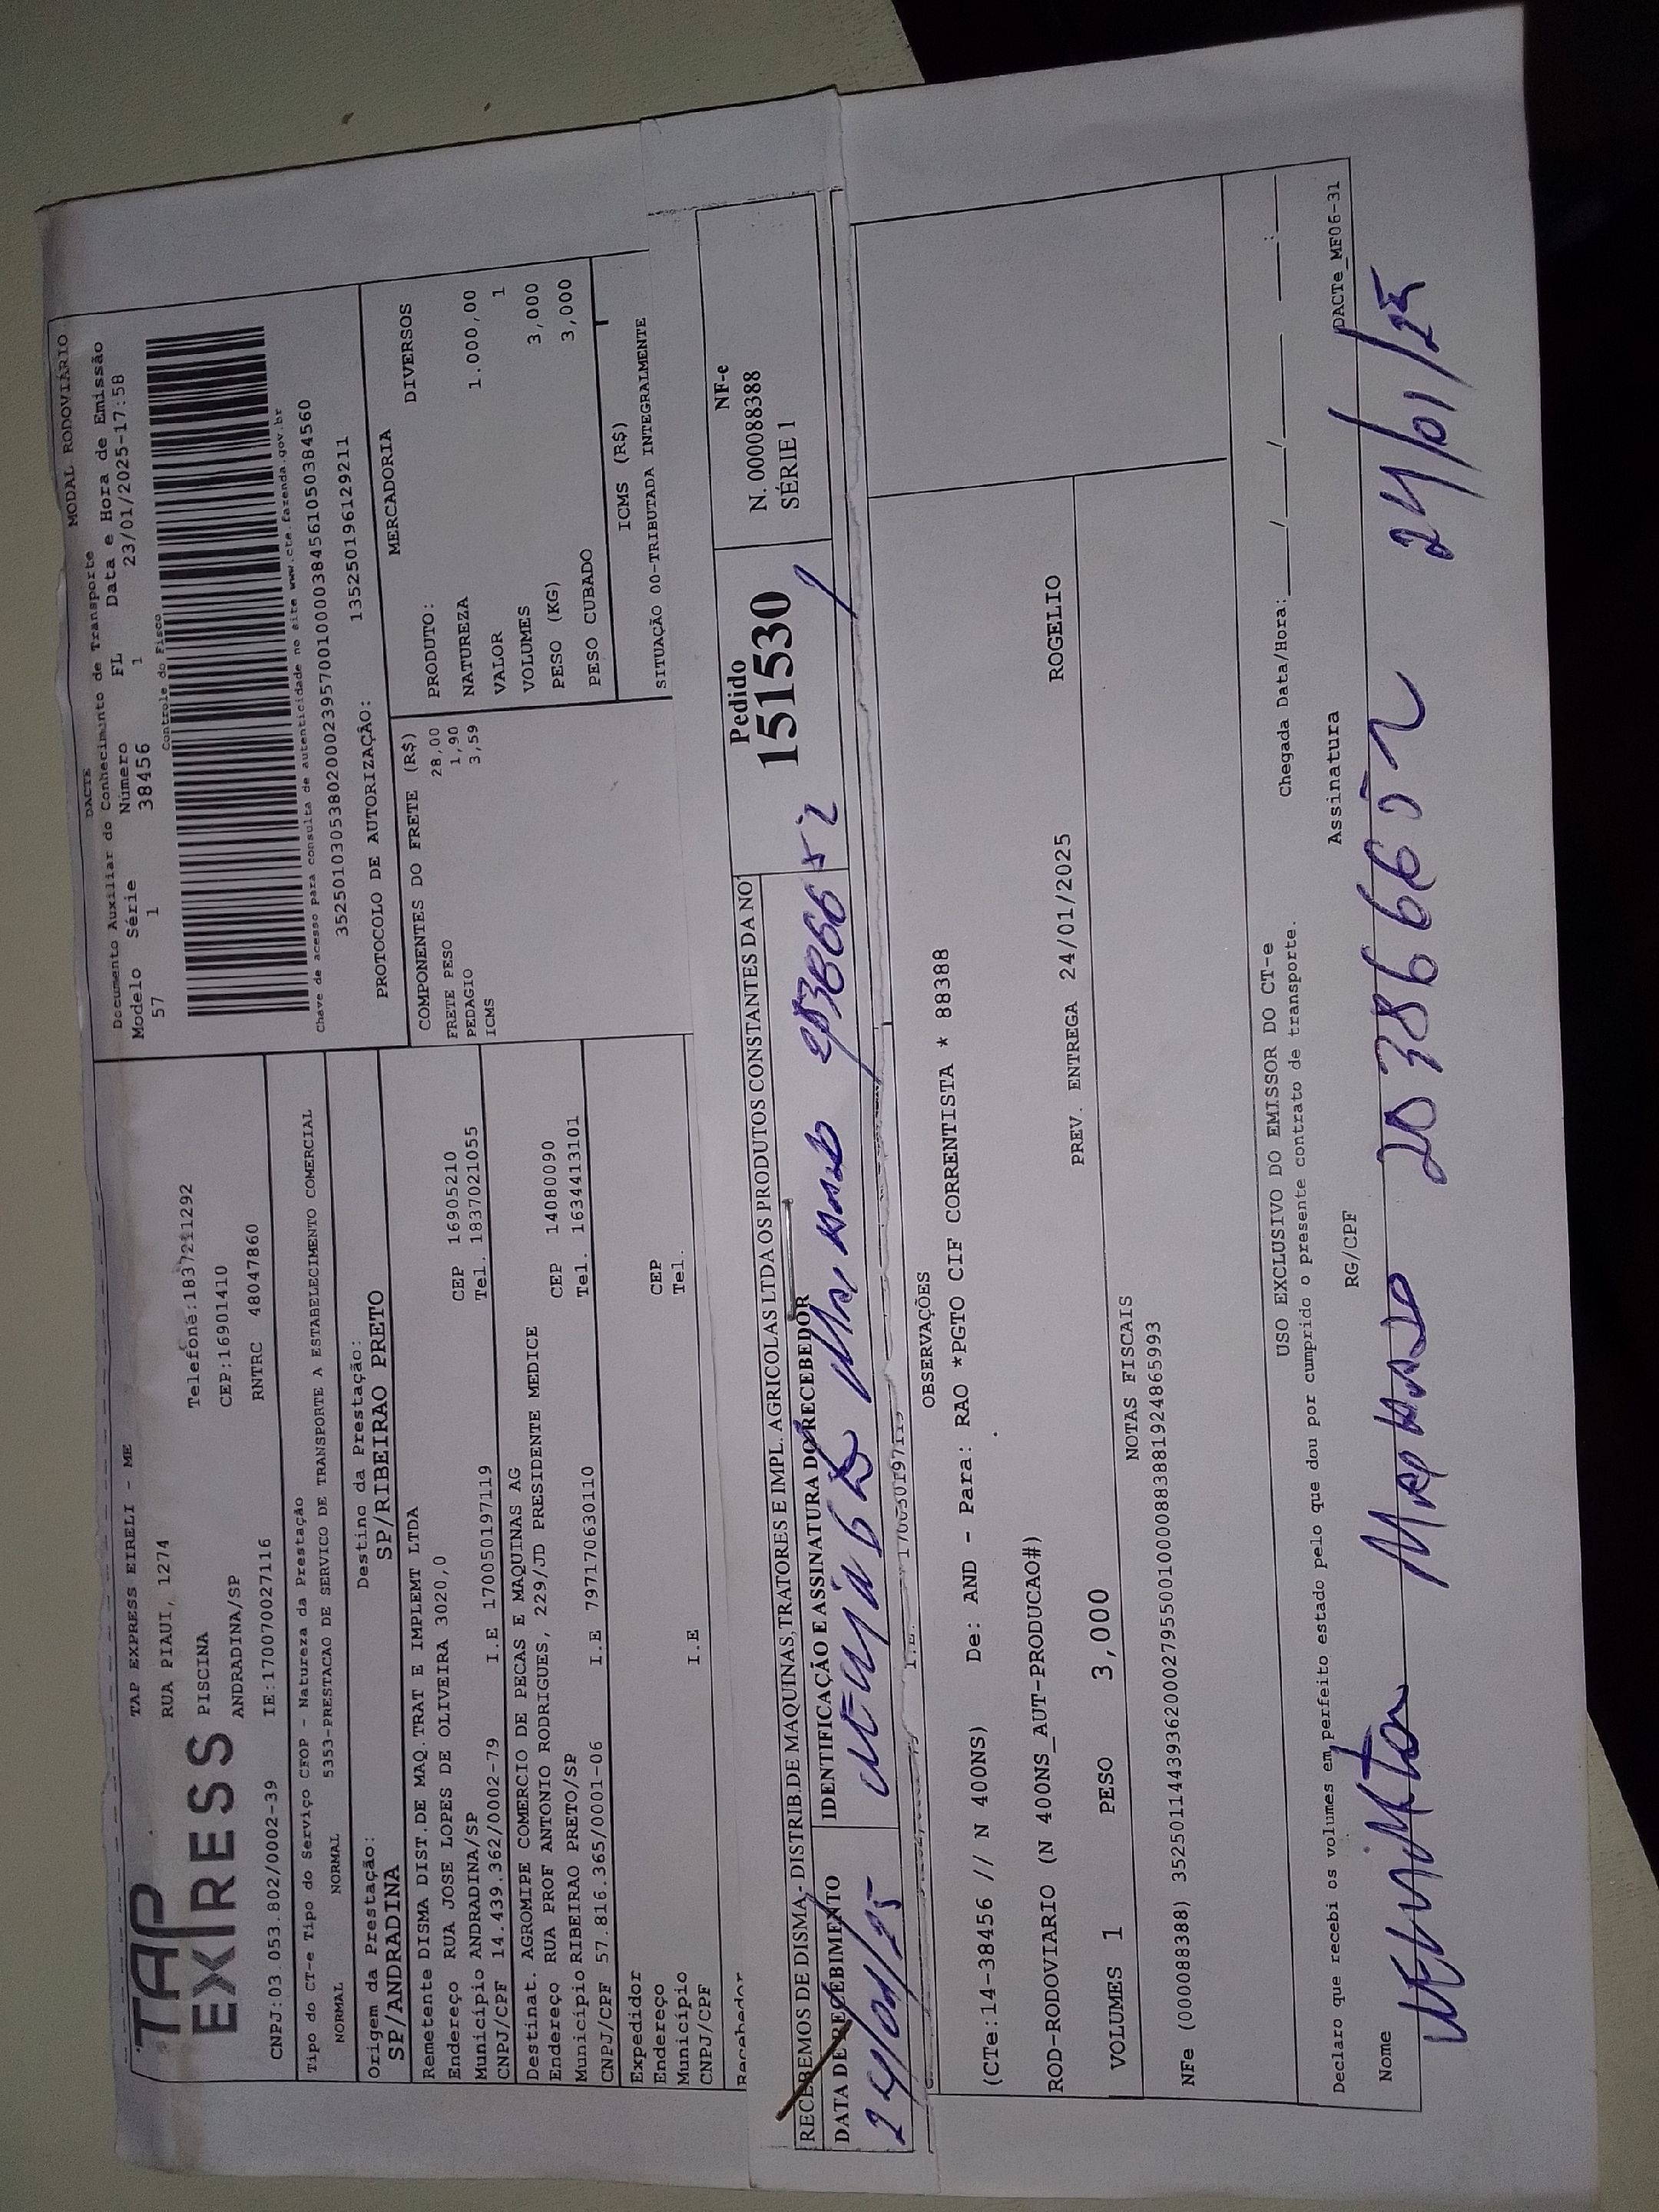 TAP
EXPRESS
TAP EXPRESS EIRELI - ME
RUA PIAUI, 1274
PISCINA Telefone:1837211292
ANDRADINA/SP CEP:16901410
CNPJ:03.053.802/0002-39 IE:170070027116 RNTRC 48047860
DACTE MODAL RODOVIÁRIO
Documento Auxiliar do Conhecimento de Transporte
Modelo Série Número FL Data e Hora de Emissão
57 1 38456 1 23/01/2025-17:58
Controle do Fisco
Chave de acesso para consulta de autenticidade no site www.cte.fazenda.gov.br
35250103053802000239570010000384561050384560
PROTOCOLO DE AUTORIZAÇÃO: 135250196129211
Tipo do CT-e Tipo do Serviço CFOP - Natureza da Prestação
NORMAL NORMAL 5353-PRESTACAO DE SERVICO DE TRANSPORTE A ESTABELECIMENTO COMERCIAL
Origem da Prestação: Destino da Prestação:
SP/ANDRADINA SP/RIBEIRAO PRETO
Remetente DISMA DIST.DE MAQ.TRAT E IMPLEMT LTDA
Endereço RUA JOSE LOPES DE OLIVEIRA 3020,0 CEP 16905210
Município ANDRADINA/SP Tel. 1837021055
CNPJ/CPF 14.439.362/0002-79 I.E 170050197119
Destinat. AGROMIPE COMERCIO DE PECAS E MAQUINAS AG
Endereço RUA PROF ANTONIO RODRIGUES, 229/JD PRESIDENTE MEDICE CEP 14080090
Município RIBEIRAO PRETO/SP Tel. 1634413101
CNPJ/CPF 57.816.365/0001-06 I.E 797170630110
Expedidor
Endereço CEP
Município Tel.
CNPJ/CPF I.E
Recebedor
COMPONENTES DO FRETE (R$)
FRETE PESO 28,00
PEDAGIO 1,90
ICMS 3,59
MERCADORIA
PRODUTO: DIVERSOS
NATUREZA
VALOR 1.000,00
VOLUMES 1
PESO (KG) 3,000
PESO CUBADO 3,000
ICMS (R$)
SITUAÇÃO 00-TRIBUTADA INTEGRALMENTE
RECEBEMOS DE DISMA - DISTRIB.DE MAQUINAS,TRATORES E IMPL. AGRICOLAS LTDA OS PRODUTOS CONSTANTES DA NO
DATA DE RECEBIMENTO IDENTIFICAÇÃO E ASSINATURA DO RECEBEDOR
24/01/25
Pedido
151530
NF-e
N. 000088388
SÉRIE 1
OBSERVAÇÕES
(CTe:14-38456 // N 400NS) De: AND - Para: RAO *PGTO CIF CORRENTISTA * 88388
ROD-RODOVIARIO (N 400NS_AUT-PRODUCAO#) ROGELIO
VOLUMES 1 PESO 3,000 PREV. ENTREGA 24/01/2025
NOTAS FISCAIS
NFe (000088388) 35250114439362000279550010000883881924865993
USO EXCLUSIVO DO EMISSOR DO CT-e
Declaro que recebi os volumes em perfeito estado pelo que dou por cumprido o presente contrato de transporte.
Chegada Data/Hora: / / :
Nome RG/CPF Assinatura DACTe_MF06-31
24/01/25